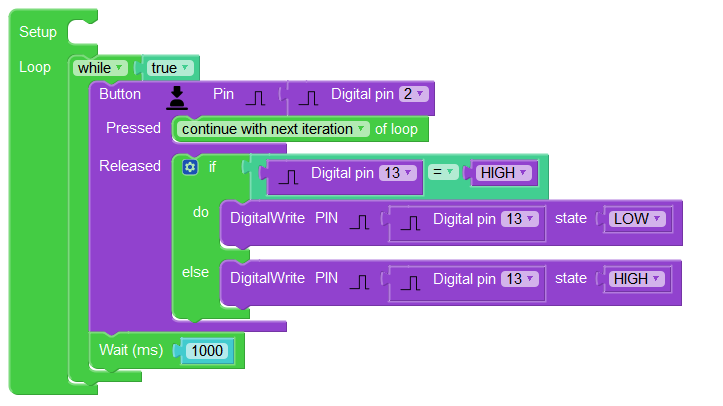 Setup
Loop while true
Button Pin Digital pin 2
Pressed continue with next iteration of loop
Released if Digital pin 13 = HIGH
do DigitalWrite PIN Digital pin 13 state LOW
else DigitalWrite PIN Digital pin 13 state HIGH
Wait (ms) 1000